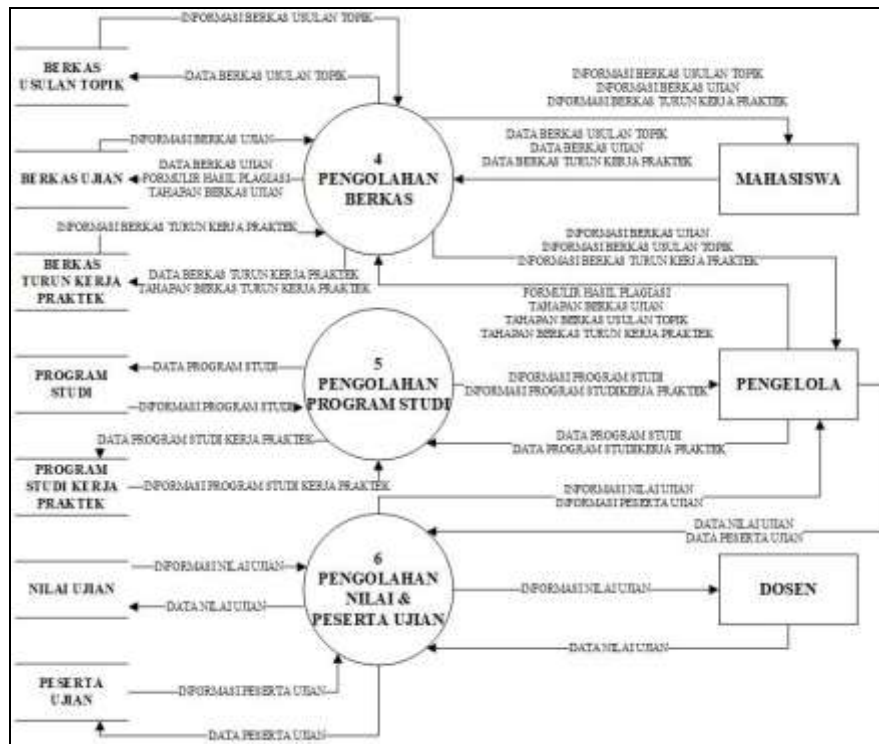 INFORMASI BERKAS USULAN TOPIK
BERKAS
USULAN TOPIK
DATA BERKAS USULAN TOPIK
INFORMASI BERKAS USULAN TOPIK
INFORMASI BERKAS UJIAN
INFORMASI BERKAS TURUN KERJA PRAKTEK
INFORMASI BERKAS UJIAN
DATA BERKAS USULAN TOPIK
DATA BERKAS UJIAN
DATA BERKAS TURUN KERJA PRAKTEK
BERKAS UJIAN
DATA BERKAS UJIAN
FORMULIR HASIL PLAGIASI
TAHAPAN BERKAS UJIAN
4
PENGOLAHAN
BERKAS
MAHASISWA
INFORMASI BERKAS TURUN KERJA PRAKTEK
INFORMASI BERKAS UJIAN
INFORMASI BERKAS USULAN TOPIK
INFORMASI BERKAS TURUN KERJA PRAKTEK
BERKAS
TURUN KERJA
PRAKTEK
DATA BERKAS TURUN KERJA PRAKTEK
TAHAPAN BERKAS TURUN KERJA PRAKTEK
FORMULIR HASIL PLAGIASI
TAHAPAN BERKAS UJIAN
TAHAPAN BERKAS USULAN TOPIK
TAHAPAN BERKAS TURUN KERJA PRAKTEK
PROGRAM
STUDI
DATA PROGRAM STUDI
INFORMASI PROGRAM STUDI
5
PENGOLAHAN
PROGRAM STUDI
INFORMASI PROGRAM STUDI
INFORMASI PROGRAM STUDIKERJA PRAKTEK
PENGELOLA
DATA PROGRAM STUDI KERJA PRAKTEK
DATA PROGRAM STUDI
DATA PROGRAM STUDIKERJA PRAKTEK
PROGRAM
STUDI KERJA
PRAKTEK
INFORMASI PROGRAM STUDI KERJA PRAKTEK
INFORMASI NILAI UJIAN
INFORMASI PESERTA UJIAN
DATA NILAI UJIAN
DATA PESERTA UJIAN
NILAI UJIAN
INFORMASI NILAI UJIAN
DATA NILAI UJIAN
6
PENGOLAHAN
NILAI &
PESERTA UJIAN
INFORMASI NILAI UJIAN
DOSEN
DATA NILAI UJIAN
PESERTA
UJIAN
INFORMASI PESERTA UJIAN
DATA PESERTA UJIAN